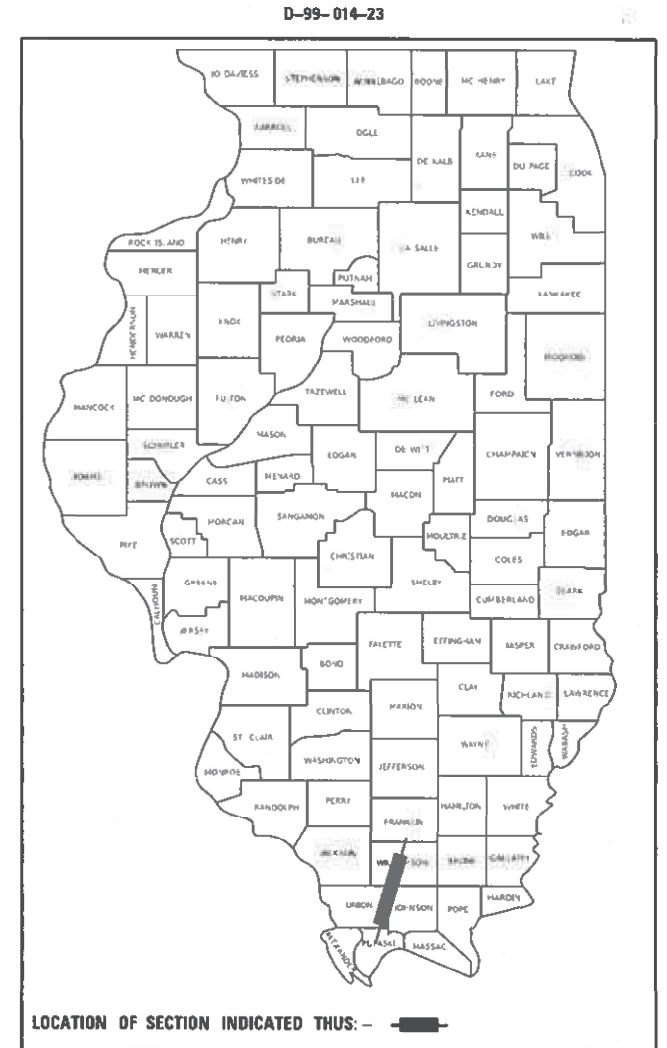 D-99-014-23
JO DAVIESS STEPHENSON WINNEBAGO BOONE MC HENRY LAKE
CARROLL OGLE
DE KALB KANE DU PAGE COOK
WHITESIDE LEE
KENDALL
ROCK ISLAND HENRY BUREAU LA SALLE WILL
GRUNDY
MERCER PUTNAM
STARK MARSHALL KANKAKEE
HENDERSON WARREN KNOX PEORIA WOODFORD LIVINGSTON
IROQUOIS
HANCOCK MC DONOUGH FULTON TAZEWELL MC LEAN FORD
MASON
SCHUYLER LOGAN DE WITT CHAMPAIGN VERMILION
ADAMS BROWN CASS MENARD PIATT
MACON
MORGAN SANGAMON DOUGLAS
PIKE SCOTT MOULTRIE EDGAR
CHRISTIAN COLES
GREENE SHELBY
CALHOUN MACOUPIN MONTGOMERY CUMBERLAND CLARK
JERSEY FAYETTE EFFINGHAM JASPER CRAWFORD
BOND
MADISON CLAY
RICHLAND LAWRENCE
CLINTON MARION
ST. CLAIR WAYNE EDWARDS WABASH
WASHINGTON JEFFERSON
MONROE
RANDOLPH PERRY HAMILTON WHITE
FRANKLIN
JACKSON SALINE GALLATIN
UNION JOHNSON POPE HARDIN
ALEXANDER PULASKI MASSAC
LOCATION OF SECTION INDICATED THUS: -